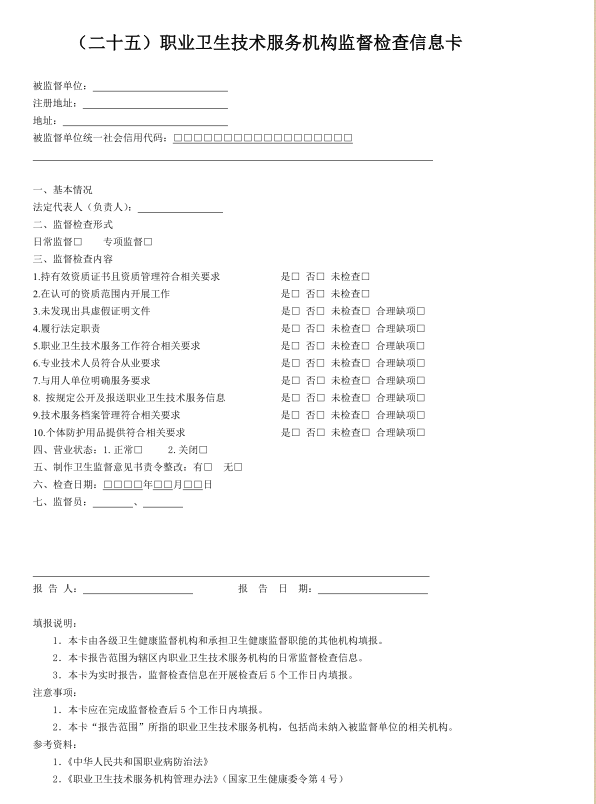 （二十五）职业卫生技术服务机构监督检查信息卡
被监督单位：
注册地址：
地址：
被监督单位统一社会信用代码：□□□□□□□□□□□□□□□□□□
一、基本情况
法定代表人（负责人）：
二、监督检查形式
日常监督□ 专项监督□
三、监督检查内容
1.持有效资质证书且资质管理符合相关要求 是□ 否□ 未检查□
2.在认可的资质范围内开展工作 是□ 否□ 未检查□
3.未发现出具虚假证明文件 是□ 否□ 未检查□ 合理缺项□
4.履行法定职责 是□ 否□ 未检查□ 合理缺项□
5.职业卫生技术服务工作符合相关要求 是□ 否□ 未检查□ 合理缺项□
6.专业技术人员符合从业要求 是□ 否□ 未检查□ 合理缺项□
7.与用人单位明确服务要求 是□ 否□ 未检查□ 合理缺项□
8. 按规定公开及报送职业卫生技术服务信息 是□ 否□ 未检查□ 合理缺项□
9.技术服务档案管理符合相关要求 是□ 否□ 未检查□ 合理缺项□
10.个体防护用品提供符合相关要求 是□ 否□ 未检查□ 合理缺项□
四、营业状态：1.正常□ 2.关闭□
五、制作卫生监督意见书责令整改：有□ 无□
六、检查日期：□□□□年□□月□□日
七、监督员：________、________
报 告 人： 报 告 日 期：
填报说明：
1．本卡由各级卫生健康监督机构和承担卫生健康监督职能的其他机构填报。
2．本卡报告范围为辖区内职业卫生技术服务机构的日常监督检查信息。
3．本卡为实时报告，监督检查信息在开展检查后 5 个工作日内填报。
注意事项：
1．本卡应在完成监督检查后 5 个工作日内填报。
2．本卡“报告范围”所指的职业卫生技术服务机构，包括尚未纳入被监督单位的相关机构。
参考资料：
1.《中华人民共和国职业病防治法》
2.《职业卫生技术服务机构管理办法》（国家卫生健康委令第 4 号）